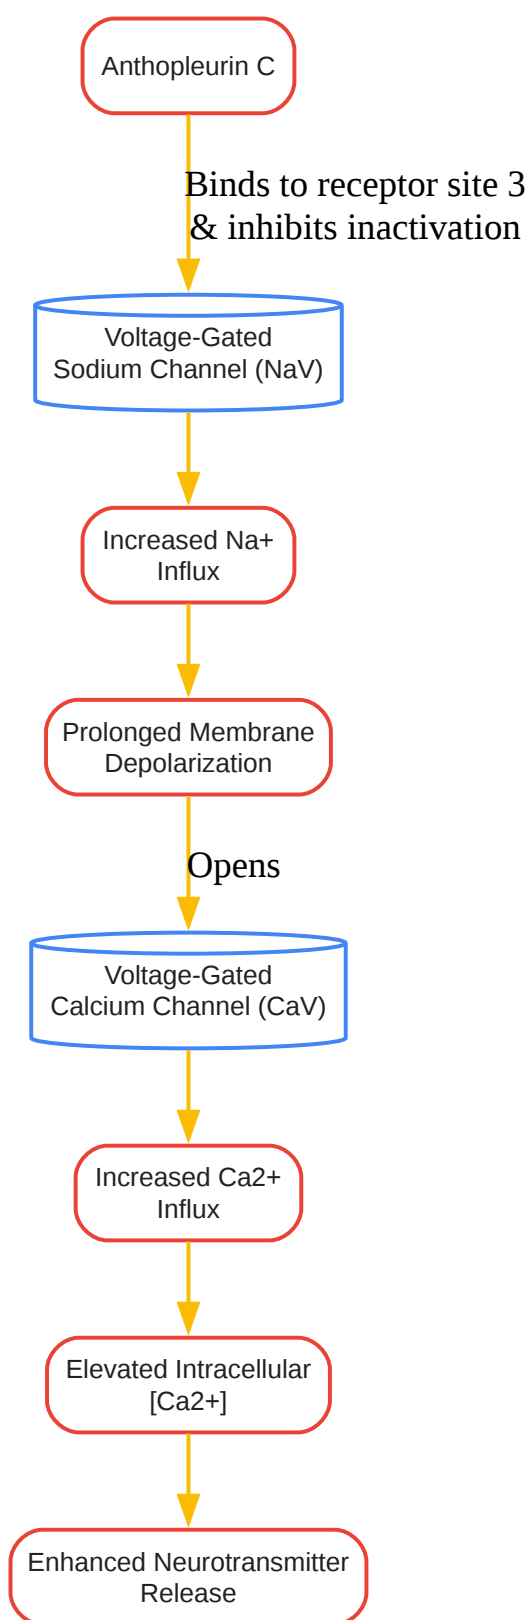 Anthopleurin C
Binds to receptor site 3
& inhibits inactivation
Voltage-Gated
Sodium Channel (NaV)
Increased Na+
Influx
Prolonged Membrane
Depolarization
Opens
Voltage-Gated
Calcium Channel (CaV)
Increased Ca2+
Influx
Elevated Intracellular
[Ca2+]
Enhanced Neurotransmitter
Release